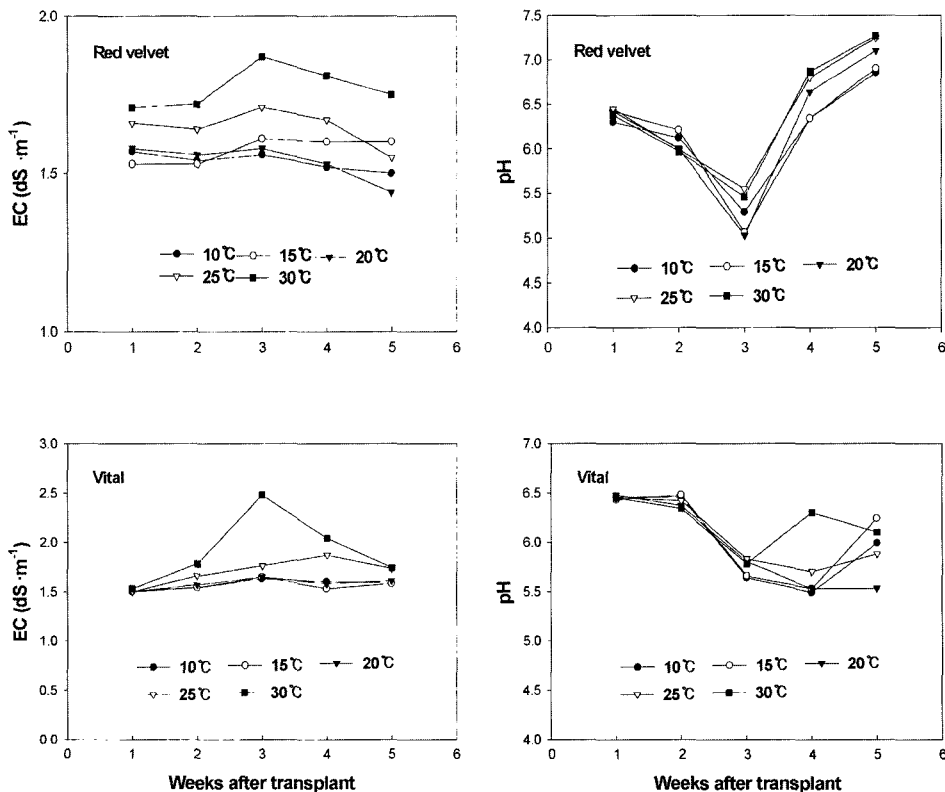 2.0
Red velvet
EC (dS ·m⁻¹)
1.5
10℃ 15℃ 20℃
25℃ 30℃
1.0
0 1 2 3 4 5 6
7.5
Red velvet
7.0
6.5
6.0
pH
5.5
5.0
10℃ 15℃ 20℃
4.5
25℃ 30℃
4.0
0 1 2 3 4 5 6
3.0
Vital
2.5
2.0
EC (dS ·m⁻¹)
1.5
1.0
10℃ 15℃ 20℃
0.5
25℃ 30℃
0.0
0 1 2 3 4 5 6
Weeks after transplant
7.0
Vital
6.5
6.0
pH
5.5
5.0
10℃ 15℃ 20℃
4.5
25℃ 30℃
4.0
0 1 2 3 4 5 6
Weeks after transplant